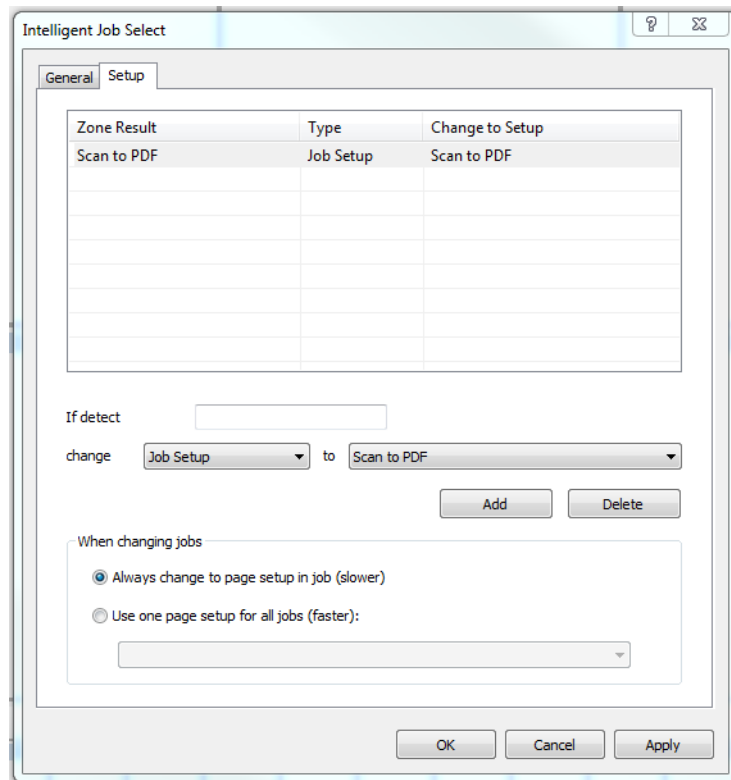 Intelligent Job Select
General Setup
Zone Result Type Change to Setup
Scan to PDF Job Setup Scan to PDF
If detect
change Job Setup to Scan to PDF
Add Delete
When changing jobs
Always change to page setup in job (slower)
Use one page setup for all jobs (faster):
OK Cancel Apply